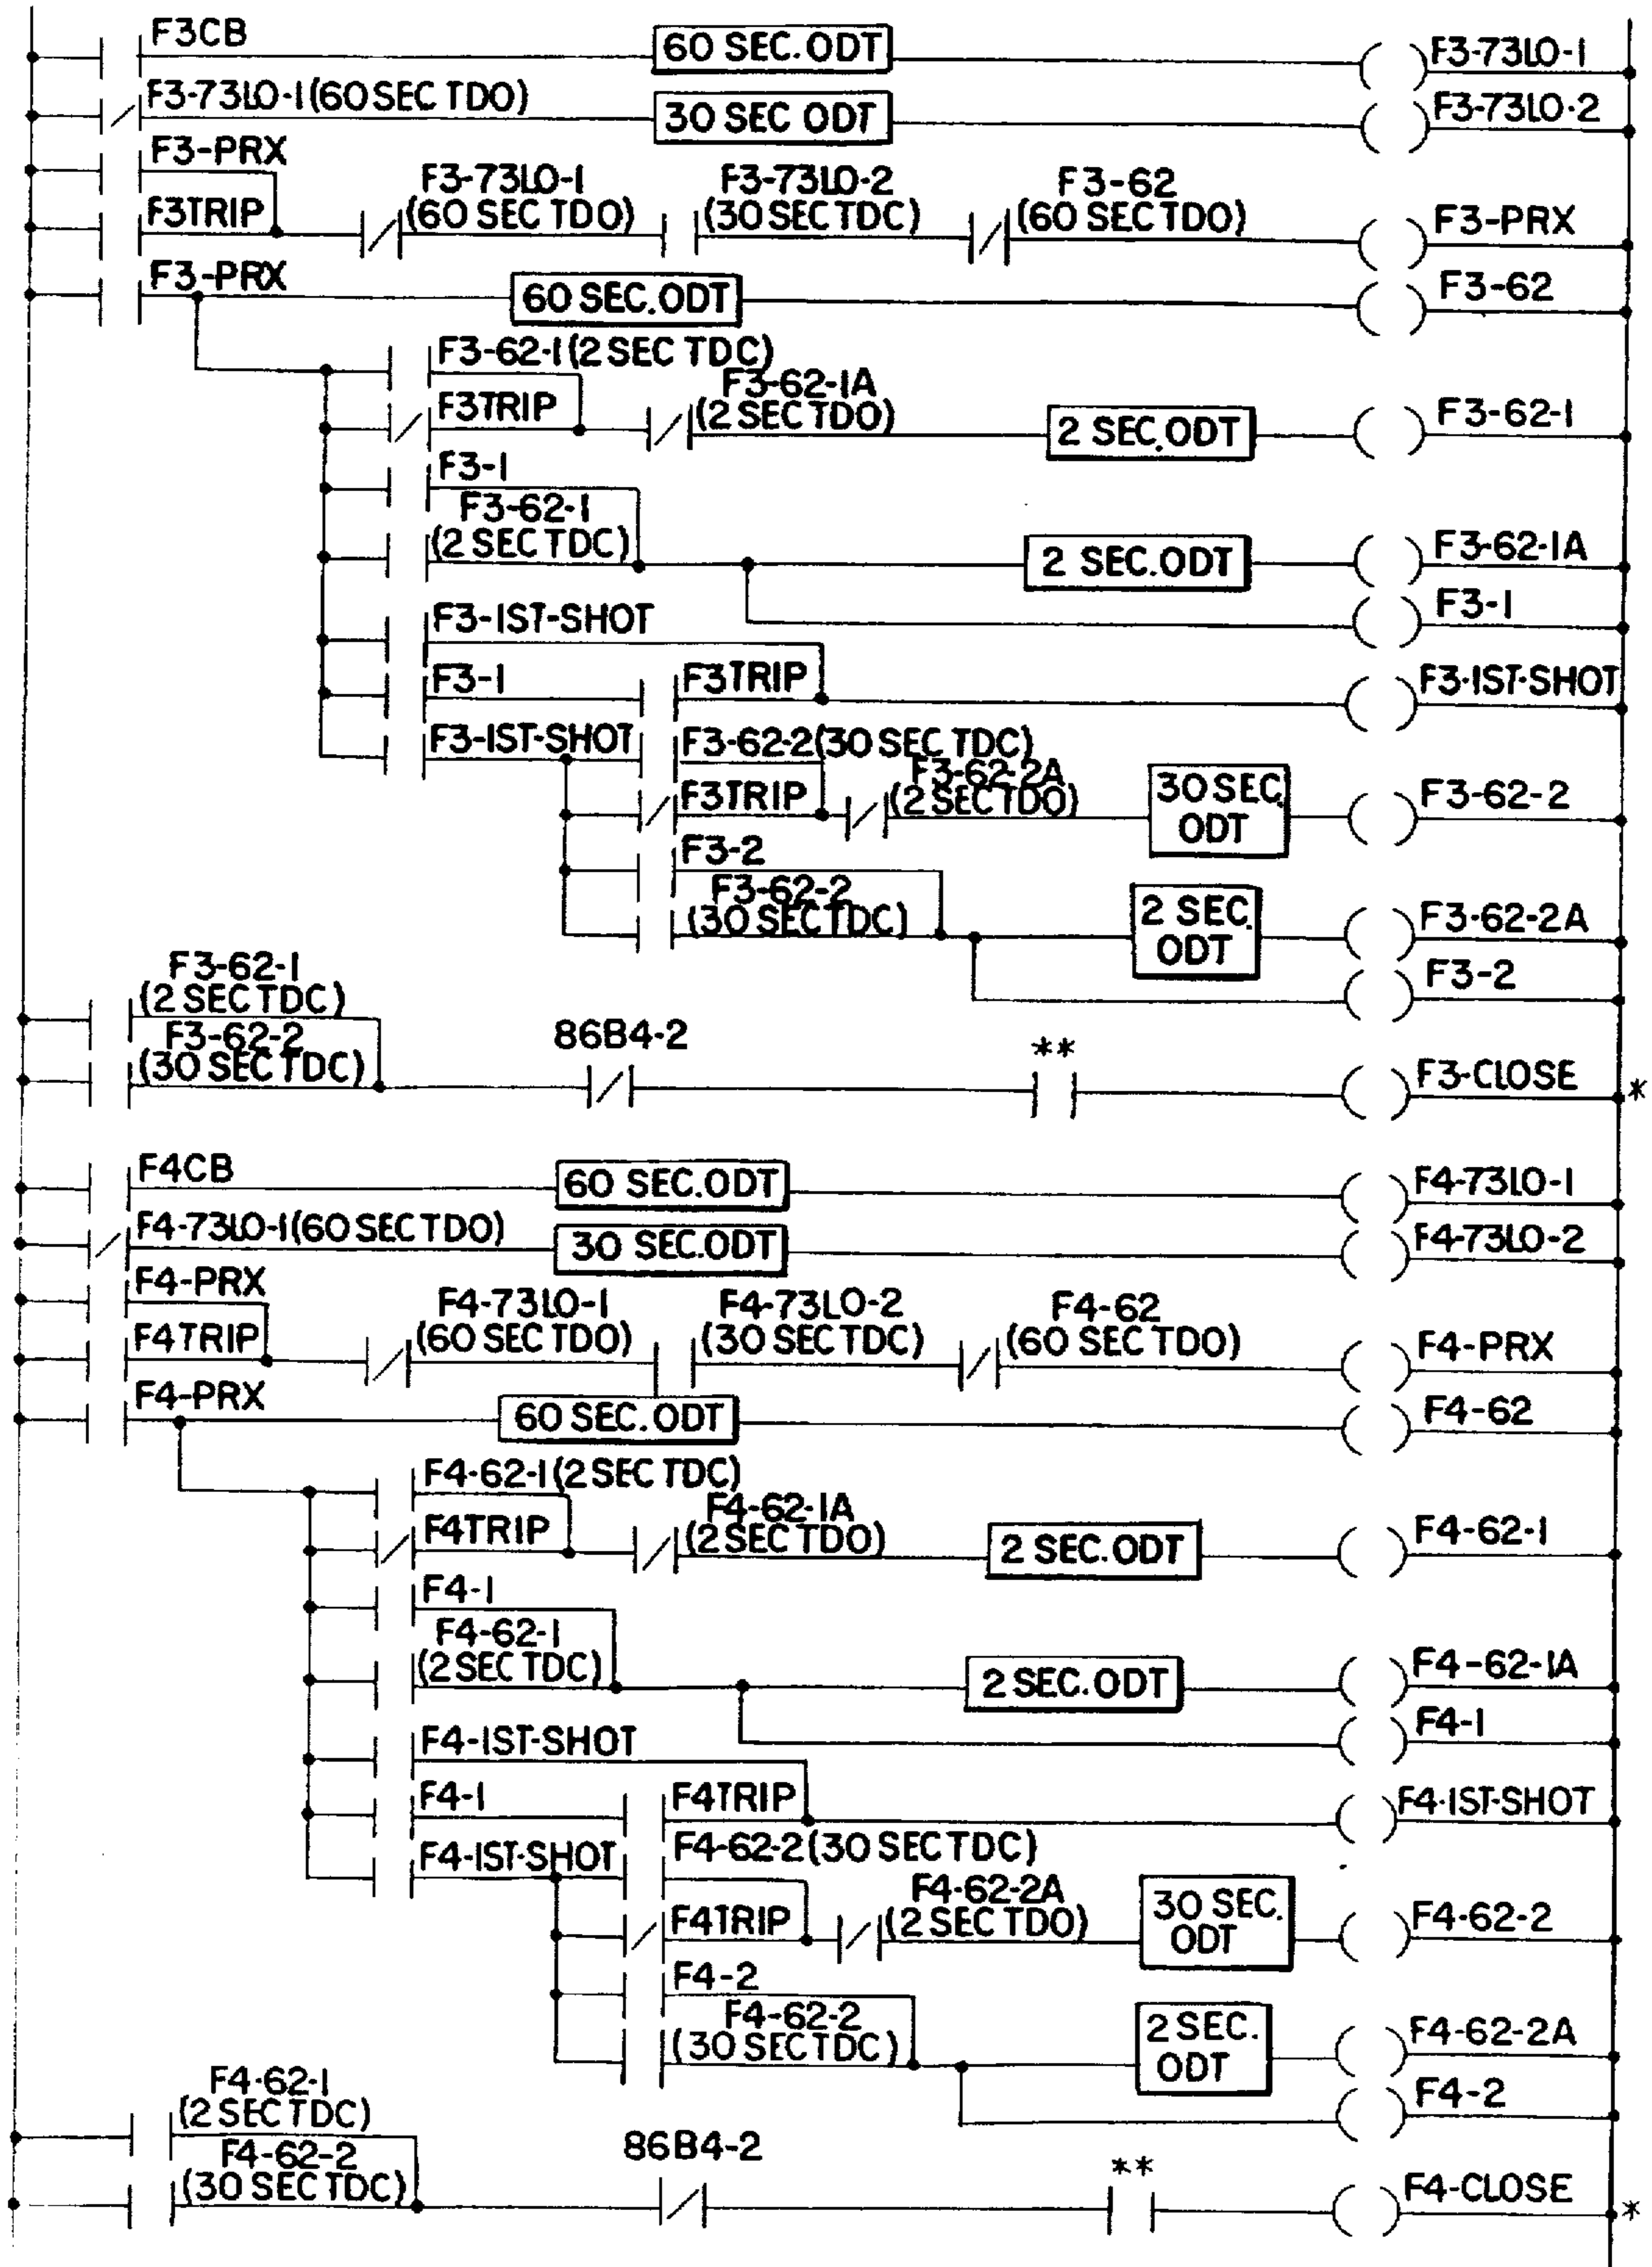 F3CB
60 SEC. ODT
F3-73LO-1
F3-73LO-1(60 SEC TDO)
30 SEC ODT
F3-73LO-2
F3-PRX
F3TRIP
F3-73LO-1
(60 SEC TDO)
F3-73LO-2
(30 SEC TDC)
F3-62
(60 SEC TDO)
F3-PRX
F3-PRX
60 SEC. ODT
F3-62
F3-62-1(2 SEC TDC)
F3TRIP
F3-62-1A
(2 SEC TDO)
2 SEC. ODT
F3-62-1
F3-1
F3-62-1
(2 SEC TDC)
2 SEC. ODT
F3-62-1A
F3-1
F3-1ST-SHOT
F3-1
F3TRIP
F3-1ST-SHOT
F3-1ST-SHOT
F3-62-2(30 SEC TDC)
F3TRIP
F3-62-2A
(2 SEC TDO)
30 SEC.
ODT
F3-62-2
F3-2
F3-62-2
(30 SEC TDC)
2 SEC.
ODT
F3-62-2A
F3-2
F3-62-1
(2 SEC TDC)
F3-62-2
(30 SEC TDC)
86B4-2
**
F3-CLOSE
*
F4CB
60 SEC. ODT
F4-73LO-1
F4-73LO-1(60 SEC TDO)
30 SEC. ODT
F4-73LO-2
F4-PRX
F4TRIP
F4-73LO-1
(60 SEC TDO)
F4-73LO-2
(30 SEC TDC)
F4-62
(60 SEC TDO)
F4-PRX
F4-PRX
60 SEC. ODT
F4-62
F4-62-1(2 SEC TDC)
F4TRIP
F4-62-1A
(2 SEC TDO)
2 SEC. ODT
F4-62-1
F4-1
F4-62-1
(2 SEC TDC)
2 SEC. ODT
F4-62-1A
F4-1
F4-1ST-SHOT
F4-1
F4TRIP
F4-1ST-SHOT
F4-1ST-SHOT
F4-62-2(30 SEC TDC)
F4TRIP
F4-62-2A
(2 SEC TDO)
30 SEC.
ODT
F4-62-2
F4-2
F4-62-2
(30 SEC TDC)
2 SEC.
ODT
F4-62-2A
F4-2
F4-62-1
(2 SEC TDC)
F4-62-2
(30 SEC TDC)
86B4-2
**
F4-CLOSE
*